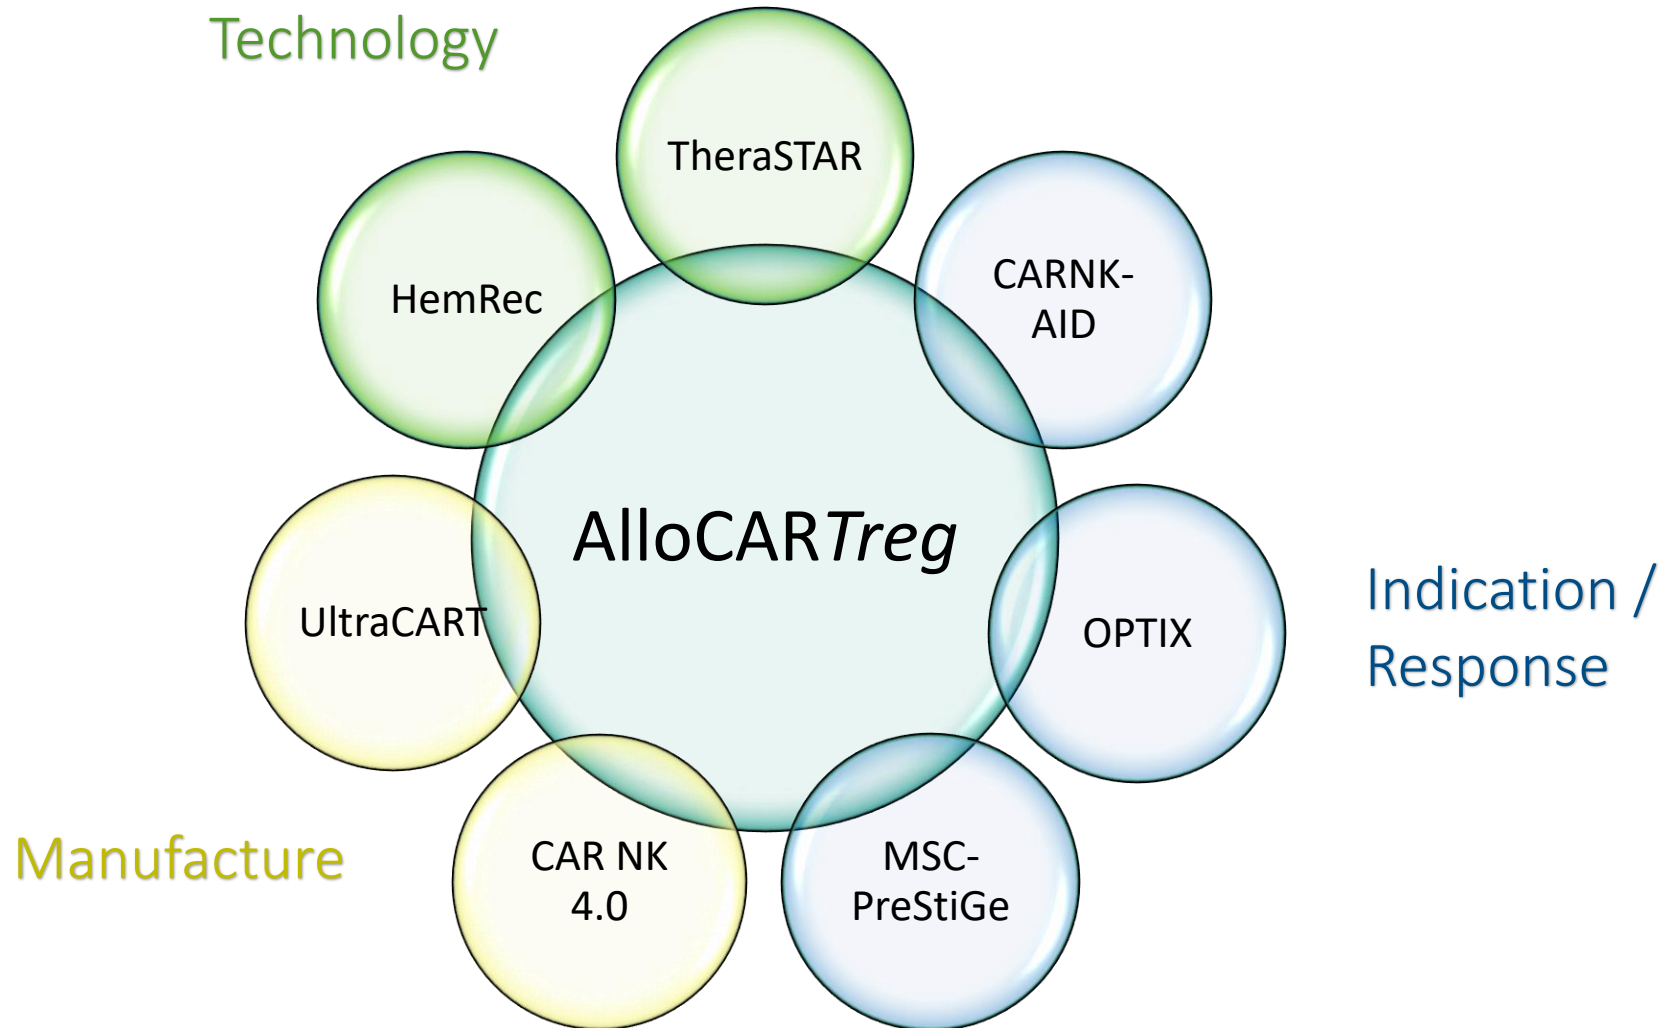 Technology
TheraSTAR
HemRec
CARNK-
AID
AlloCARTreg
UltraCART
OPTIX
Indication /
Response
Manufacture
CAR NK
4.0
MSC-
PreStiGe